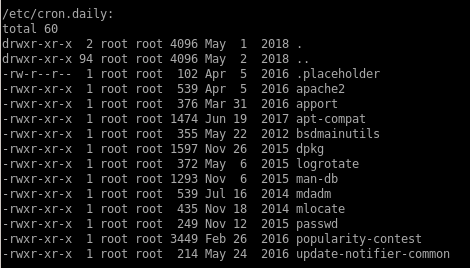 /etc/cron.daily:
total 60
drwxr-xr-x  2 root root 4096 May  1  2018 .
drwxr-xr-x 94 root root 4096 May  2  2018 ..
-rw-r--r--  1 root root  102 Apr  5  2016 .placeholder
-rwxr-xr-x  1 root root  539 Apr  5  2016 apache2
-rwxr-xr-x  1 root root  376 Mar 31  2016 apport
-rwxr-xr-x  1 root root 1474 Jun 19  2017 apt-compat
-rwxr-xr-x  1 root root  355 May 22  2012 bsdmainutils
-rwxr-xr-x  1 root root 1597 Nov 26  2015 dpkg
-rwxr-xr-x  1 root root  372 May  6  2015 logrotate
-rwxr-xr-x  1 root root 1293 Nov  6  2015 man-db
-rwxr-xr-x  1 root root  539 Jul 16  2014 mdadm
-rwxr-xr-x  1 root root  435 Nov 18  2014 mlocate
-rwxr-xr-x  1 root root  249 Nov 12  2015 passwd
-rwxr-xr-x  1 root root 3449 Feb 26  2016 popularity-contest
-rwxr-xr-x  1 root root  214 May 24  2016 update-notifier-common